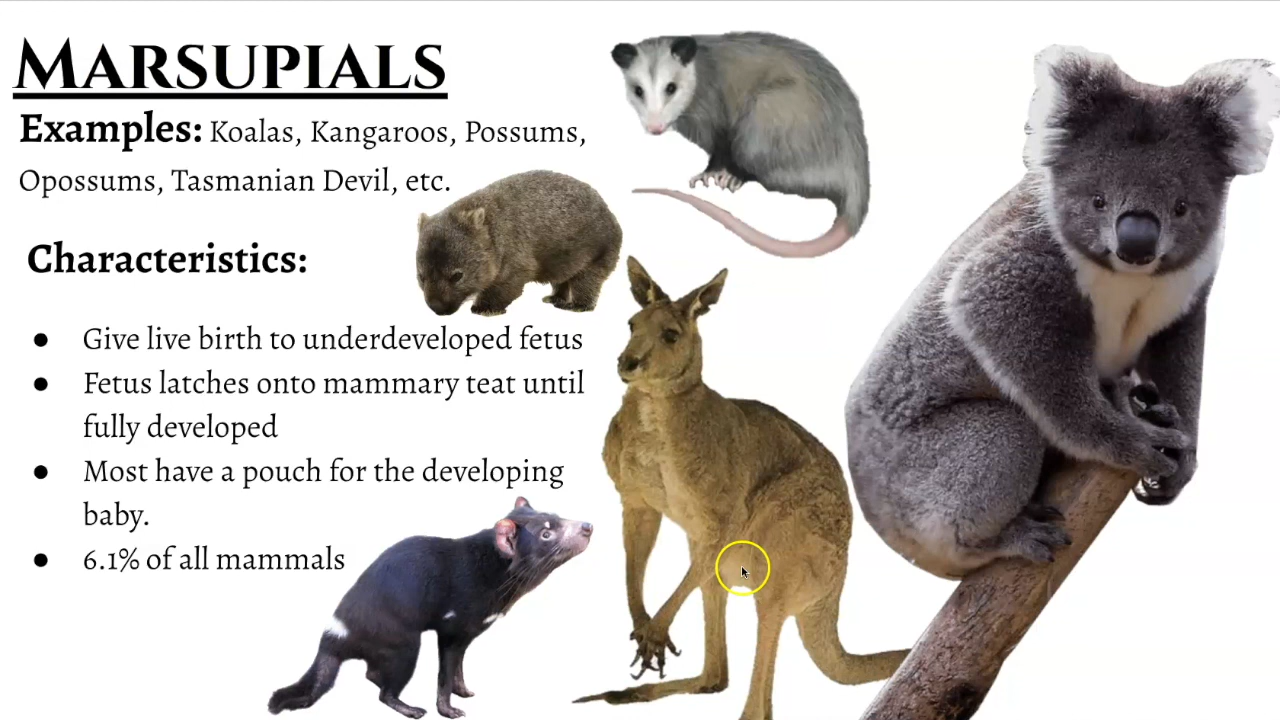 MARSUPIALS
Examples: Koalas, Kangaroos, Possums,
Opossums, Tasmanian Devil, etc.
Characteristics:
● Give live birth to underdeveloped fetus
● Fetus latches onto mammary teat until
fully developed
● Most have a pouch for the developing
baby.
● 6.1% of all mammals